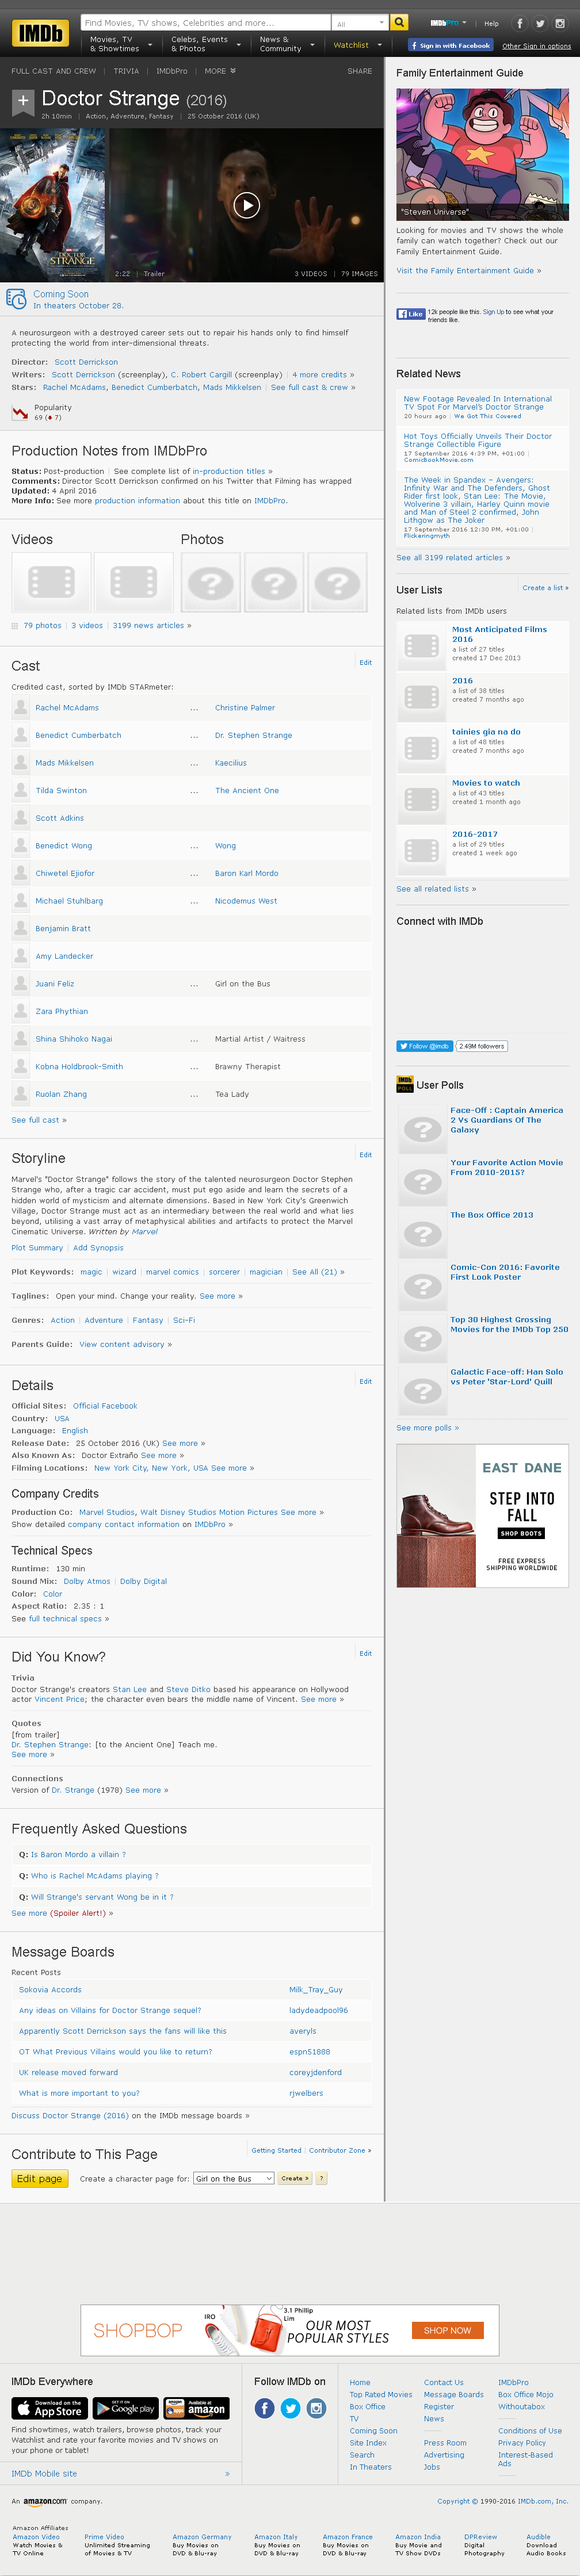 IMDb
Find Movies, TV shows, Celebrities and more...
All
IMDbPro
Help
Movies, TV
& Showtimes
Celebs, Events
& Photos
News &
Community
Watchlist
Sign in with Facebook
Other Sign in options
FULL CAST AND CREW | TRIVIA | IMDbPro | MORE
SHARE
Doctor Strange (2016)
2h 10min | Action, Adventure, Fantasy | 25 October 2016 (UK)
DOCTOR STRANGE
2:22 | Trailer
3 VIDEOS | 79 IMAGES
Coming Soon
In theaters October 28.
A neurosurgeon with a destroyed career sets out to repair his hands only to find himself
protecting the world from inter-dimensional threats.
Director: Scott Derrickson
Writers: Scott Derrickson (screenplay), C. Robert Cargill (screenplay) | 4 more credits »
Stars: Rachel McAdams, Benedict Cumberbatch, Mads Mikkelsen | See full cast & crew »
Popularity
69 (7)
Production Notes from IMDbPro
Status: Post-production | See complete list of in-production titles »
Comments: Director Scott Derrickson confirmed on his Twitter that Filming has wrapped
Updated: 4 April 2016
More Info: See more production information about this title on IMDbPro.
Videos
Photos
79 photos | 3 videos | 3199 news articles »
Cast
Edit
Credited cast, sorted by IMDb STARmeter:
Rachel McAdams ... Christine Palmer
Benedict Cumberbatch ... Dr. Stephen Strange
Mads Mikkelsen ... Kaecilius
Tilda Swinton ... The Ancient One
Scott Adkins
Benedict Wong ... Wong
Chiwetel Ejiofor ... Baron Karl Mordo
Michael Stuhlbarg ... Nicodemus West
Benjamin Bratt
Amy Landecker
Juani Feliz ... Girl on the Bus
Zara Phythian
Shina Shihoko Nagai ... Martial Artist / Waitress
Kobna Holdbrook-Smith ... Brawny Therapist
Ruolan Zhang ... Tea Lady
See full cast »
Storyline
Edit
Marvel's "Doctor Strange" follows the story of the talented neurosurgeon Doctor Stephen
Strange who, after a tragic car accident, must put ego aside and learn the secrets of a
hidden world of mysticism and alternate dimensions. Based in New York City's Greenwich
Village, Doctor Strange must act as an intermediary between the real world and what lies
beyond, utilising a vast array of metaphysical abilities and artifacts to protect the Marvel
Cinematic Universe. Written by Marvel
Plot Summary | Add Synopsis
Plot Keywords: magic | wizard | marvel comics | sorcerer | magician | See All (21) »
Taglines: Open your mind. Change your reality. See more »
Genres: Action | Adventure | Fantasy | Sci-Fi
Parents Guide: View content advisory »
Details
Edit
Official Sites: Official Facebook
Country: USA
Language: English
Release Date: 25 October 2016 (UK) See more »
Also Known As: Doctor Extraño See more »
Filming Locations: New York City, New York, USA See more »
Company Credits
Production Co: Marvel Studios, Walt Disney Studios Motion Pictures See more »
Show detailed company contact information on IMDbPro »
Technical Specs
Runtime: 130 min
Sound Mix: Dolby Atmos | Dolby Digital
Color: Color
Aspect Ratio: 2.35 : 1
See full technical specs »
Did You Know?
Edit
Trivia
Doctor Strange's creators Stan Lee and Steve Ditko based his appearance on Hollywood
actor Vincent Price; the character even bears the middle name of Vincent. See more »
Quotes
[from trailer]
Dr. Stephen Strange: [to the Ancient One] Teach me.
See more »
Connections
Version of Dr. Strange (1978) See more »
Frequently Asked Questions
Q: Is Baron Mordo a villain ?
Q: Who is Rachel McAdams playing ?
Q: Will Strange's servant Wong be in it ?
See more (Spoiler Alert!) »
Message Boards
Recent Posts
Sokovia Accords Milk_Tray_Guy
Any ideas on Villains for Doctor Strange sequel? ladydeadpool96
Apparently Scott Derrickson says the fans will like this averyls
OT What Previous Villains would you like to return? espn51888
UK release moved forward coreyjdenford
What is more important to you? rjwelbers
Discuss Doctor Strange (2016) on the IMDb message boards »
Contribute to This Page
Getting Started | Contributor Zone »
Edit page
Create a character page for:
Girl on the Bus
Create »
?
Family Entertainment Guide
"Steven Universe"
Looking for movies and TV shows the whole
family can watch together? Check out our
Family Entertainment Guide.
Visit the Family Entertainment Guide »
Like
12k people like this. Sign Up to see what your
friends like.
Related News
New Footage Revealed In International
TV Spot For Marvel's Doctor Strange
20 hours ago | We Got This Covered
Hot Toys Officially Unveils Their Doctor
Strange Collectible Figure
17 September 2016 4:39 PM, +01:00 |
ComicBookMovie.com
The Week in Spandex – Avengers:
Infinity War and The Defenders, Ghost
Rider first look, Stan Lee: The Movie,
Wolverine 3 villain, Harley Quinn movie
and Man of Steel 2 confirmed, John
Lithgow as The Joker
17 September 2016 12:30 PM, +01:00 |
Flickeringmyth
See all 3199 related articles »
User Lists
Create a list »
Related lists from IMDb users
Most Anticipated Films
2016
a list of 27 titles
created 17 Dec 2013
2016
a list of 38 titles
created 7 months ago
tainies gia na do
a list of 48 titles
created 7 months ago
Movies to watch
a list of 43 titles
created 1 month ago
2016-2017
a list of 29 titles
created 1 week ago
See all related lists »
Connect with IMDb
Follow @imdb
2.49M followers
IMDb POLL
User Polls
Face-Off : Captain America
2 Vs Guardians Of The
Galaxy
Your Favorite Action Movie
From 2010-2015?
The Box Office 2013
Comic-Con 2016: Favorite
First Look Poster
Top 30 Highest Grossing
Movies for the IMDb Top 250
Galactic Face-off: Han Solo
vs Peter 'Star-Lord' Quill
See more polls »
EAST DANE
STEP INTO
FALL
SHOP BOOTS
FREE EXPRESS
SHIPPING WORLDWIDE
SHOPBOP
IRO
3.1 Phillip
Lim
OUR MOST
POPULAR STYLES
SHOP NOW
IMDb Everywhere
Available on the App Store
GET IT ON Google play
Available at amazon
Find showtimes, watch trailers, browse photos, track your
Watchlist and rate your favorite movies and TV shows on
your phone or tablet!
IMDb Mobile site »
Follow IMDb on
Home
Top Rated Movies
Box Office
TV
Coming Soon
Site Index
Search
In Theaters
Contact Us
Message Boards
Register
News
Press Room
Advertising
Jobs
IMDbPro
Box Office Mojo
Withoutabox
Conditions of Use
Privacy Policy
Interest-Based
Ads
An amazon.com company.
Copyright © 1990-2016 IMDb.com, Inc.
Amazon Affiliates
Amazon Video
Watch Movies &
TV Online
Prime Video
Unlimited Streaming
of Movies & TV
Amazon Germany
Buy Movies on
DVD & Blu-ray
Amazon Italy
Buy Movies on
DVD & Blu-ray
Amazon France
Buy Movies on
DVD & Blu-ray
Amazon India
Buy Movie and
TV Show DVDs
DPReview
Digital
Photography
Audible
Download
Audio Books